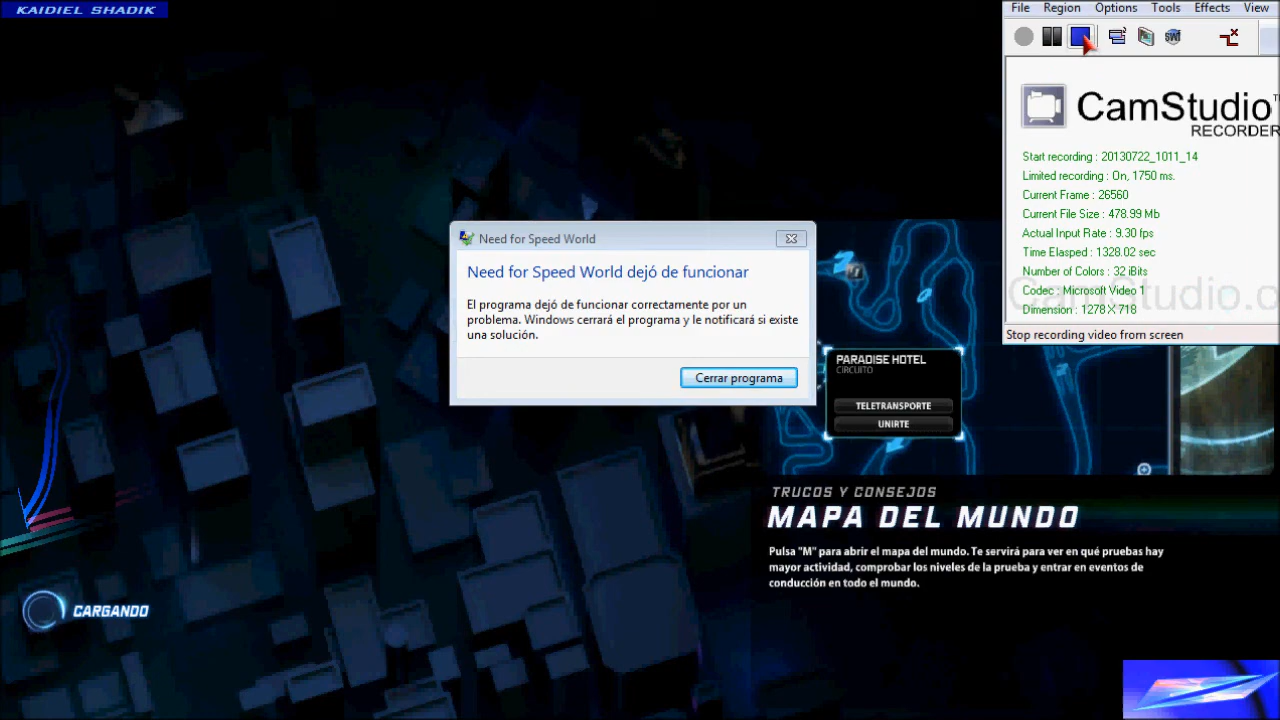 KAIDIEL SHADIK
File Region Options Tools Effects View
CamStudio™
RECORDER
Start recording : 20130722_1011_14
Limited recording : On, 1750 ms.
Current Frame : 26560
Current File Size : 478.99 Mb
Actual Input Rate : 9.30 fps
Time Elasped : 1328.02 sec
Number of Colors : 32 iBits
Codec : Microsoft Video 1
Dimension : 1278 X 718
CamStudio.o
Stop recording video from screen
Need for Speed World
Need for Speed World dejó de funcionar
El programa dejó de funcionar correctamente por un
problema. Windows cerrará el programa y le notificará si existe
una solución.
Cerrar programa
PARADISE HOTEL
CIRCUITO
TELETRANSPORTE
UNIRTE
TRUCOS Y CONSEJOS
MAPA DEL MUNDO
Pulsa "M" para abrir el mapa del mundo. Te servirá para ver en qué pruebas hay
mayor actividad, comprobar los niveles de la prueba y entrar en eventos de
conducción en todo el mundo.
CARGANDO